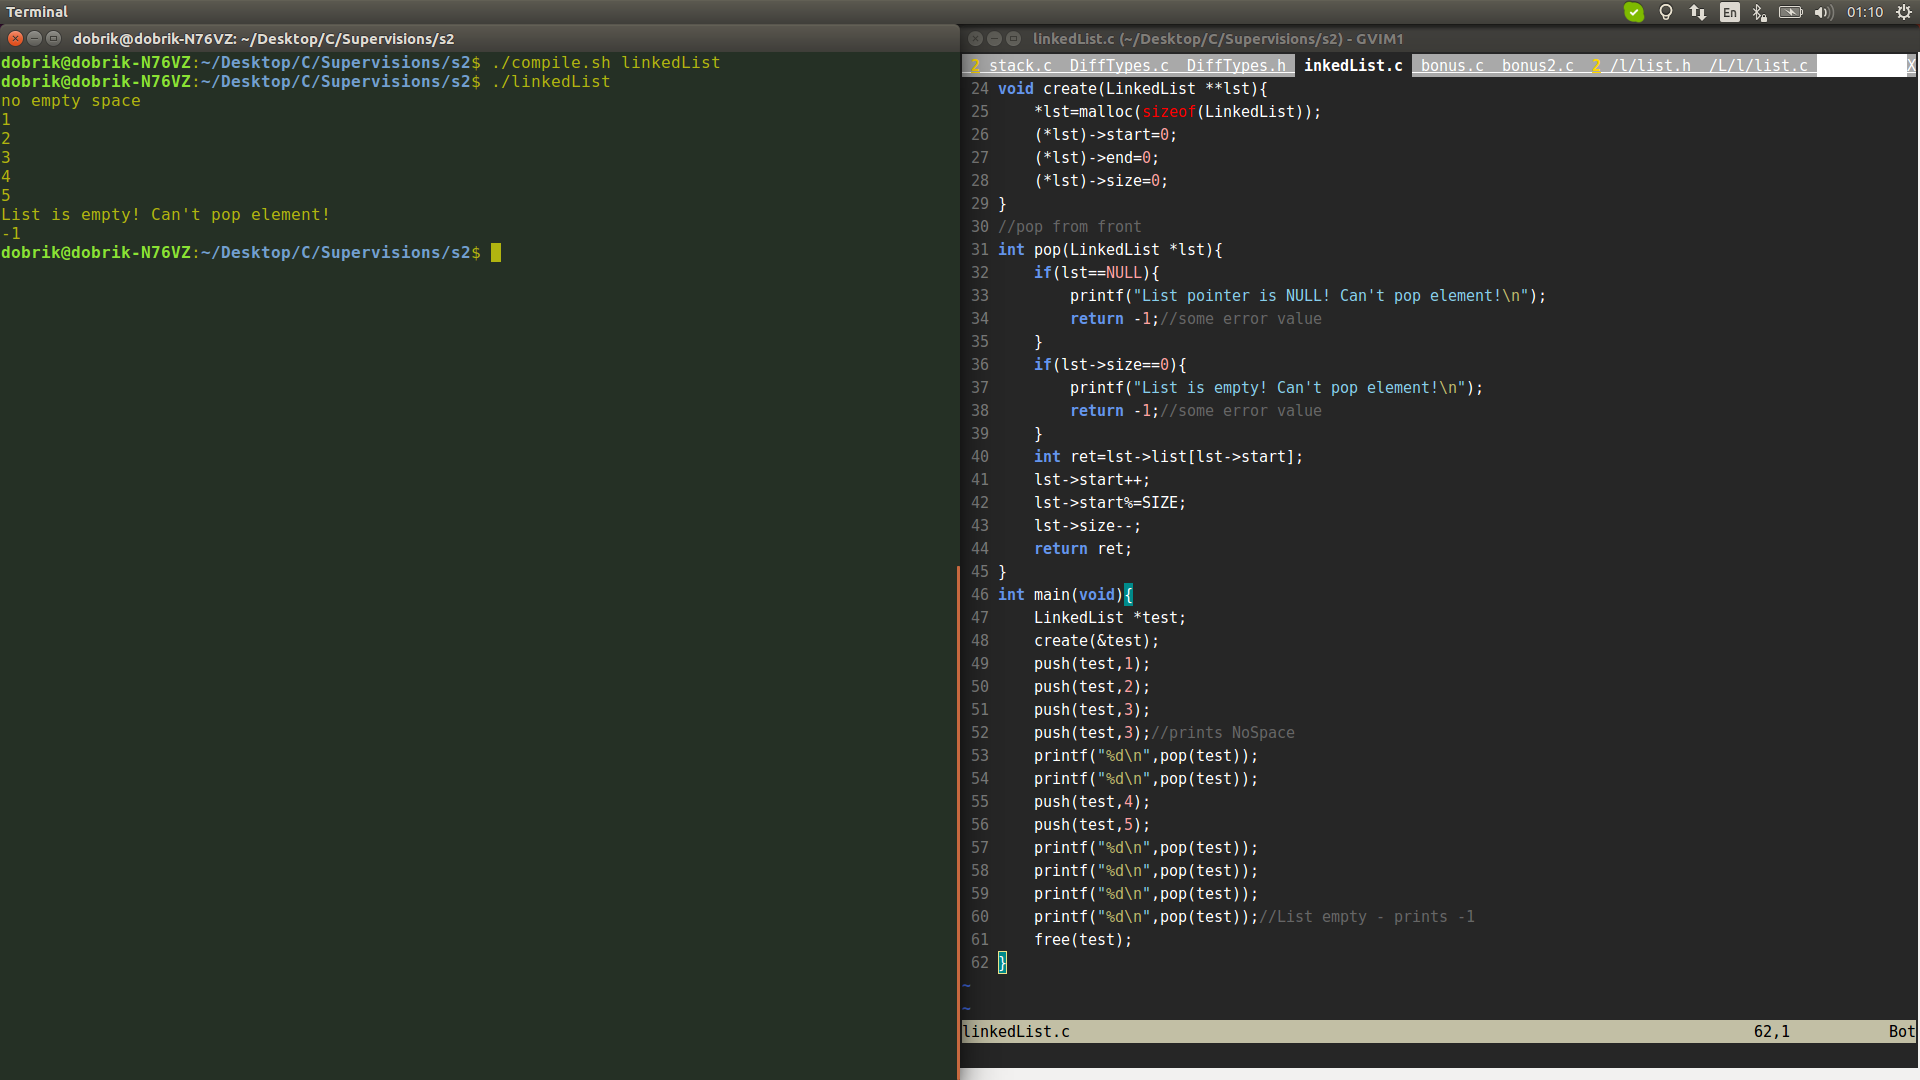 Terminal
En
01:10
dobrik@dobrik-N76VZ: ~/Desktop/C/Supervisions/s2
dobrik@dobrik-N76VZ:~/Desktop/C/Supervisions/s2$ ./compile.sh linkedList
dobrik@dobrik-N76VZ:~/Desktop/C/Supervisions/s2$ ./linkedList
no empty space
1
2
3
4
5
List is empty! Can't pop element!
-1
dobrik@dobrik-N76VZ:~/Desktop/C/Supervisions/s2$
linkedList.c (~/Desktop/C/Supervisions/s2) - GVIM1
2 stack.c DiffTypes.c DiffTypes.h inkedList.c bonus.c bonus2.c 2 /l/list.h /L/l/list.c X
24 void create(LinkedList **lst){
25     *lst=malloc(sizeof(LinkedList));
26     (*lst)->start=0;
27     (*lst)->end=0;
28     (*lst)->size=0;
29 }
30 //pop from front
31 int pop(LinkedList *lst){
32     if(lst==NULL){
33         printf("List pointer is NULL! Can't pop element!\n");
34         return -1;//some error value
35     }
36     if(lst->size==0){
37         printf("List is empty! Can't pop element!\n");
38         return -1;//some error value
39     }
40     int ret=lst->list[lst->start];
41     lst->start++;
42     lst->start%=SIZE;
43     lst->size--;
44     return ret;
45 }
46 int main(void){
47     LinkedList *test;
48     create(&test);
49     push(test,1);
50     push(test,2);
51     push(test,3);
52     push(test,3);//prints NoSpace
53     printf("%d\n",pop(test));
54     printf("%d\n",pop(test));
55     push(test,4);
56     push(test,5);
57     printf("%d\n",pop(test));
58     printf("%d\n",pop(test));
59     printf("%d\n",pop(test));
60     printf("%d\n",pop(test));//List empty - prints -1
61     free(test);
62 }
~
~
linkedList.c 62,1 Bot